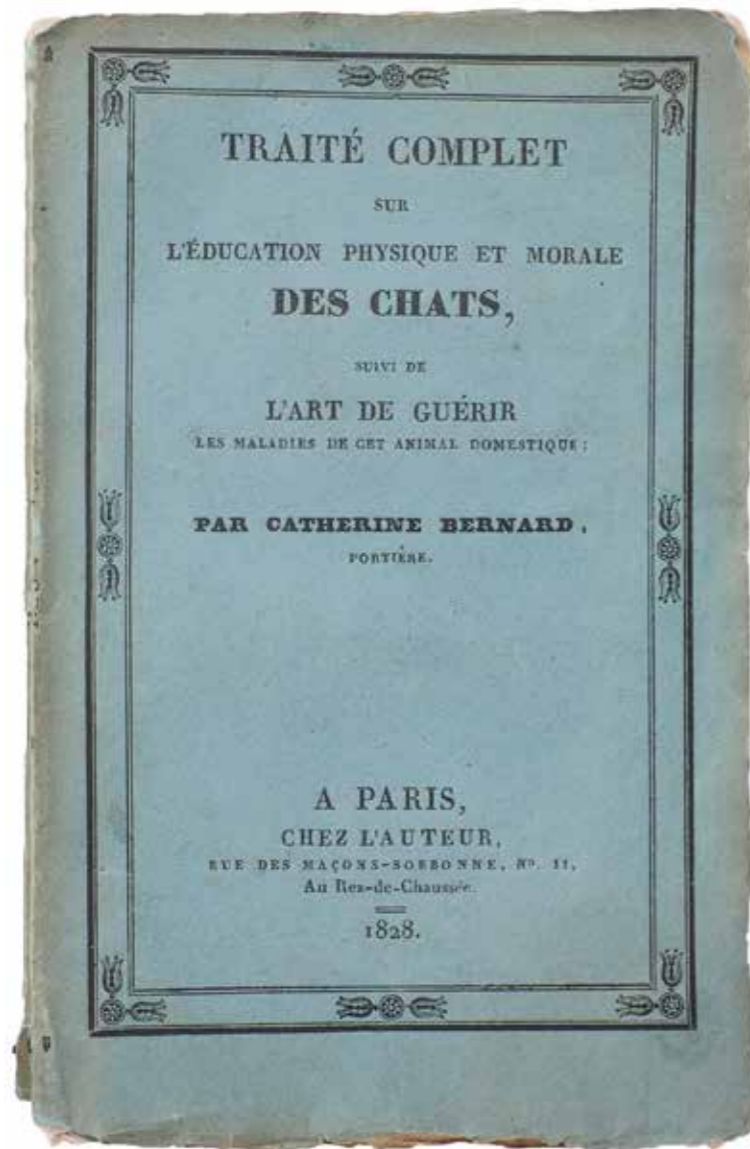 TRAITÉ COMPLET
SUR
L'ÉDUCATION PHYSIQUE ET MORALE
DES CHATS,
SUIVI DE
L'ART DE GUÉRIR
LES MALADIES DE CET ANIMAL DOMESTIQUE;
PAR CATHERINE BERNARD,
PORTIÈRE.
A PARIS,
CHEZ L'AUTEUR,
RUE DES MAÇONS-SORBONNE, Nº. 11,
Au Rez-de-Chaussée.
1828.